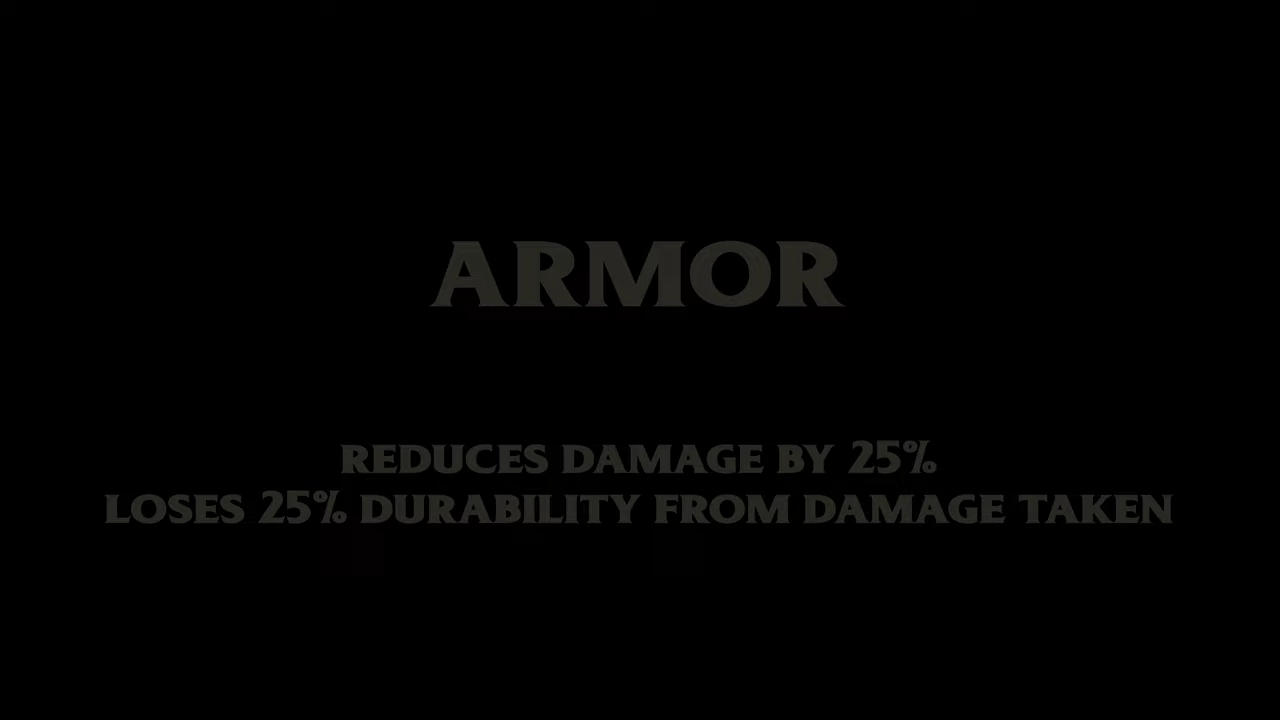 ARMOR
REDUCES DAMAGE BY 25%
LOSES 25% DURABILITY FROM DAMAGE TAKEN